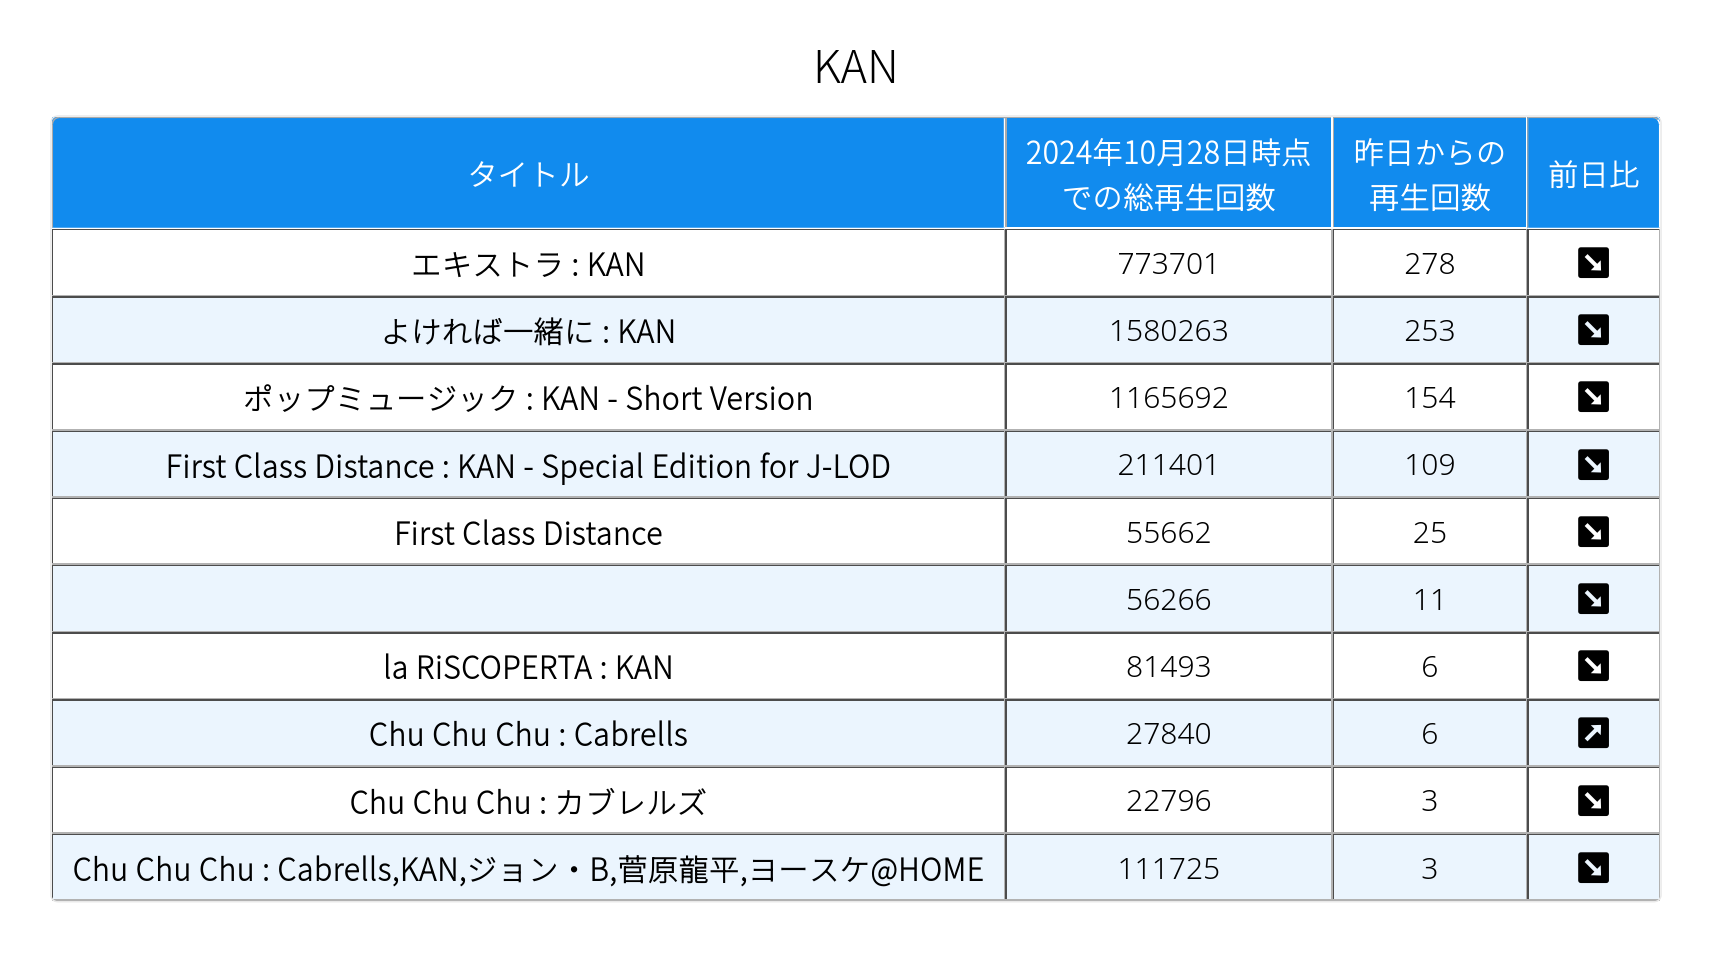 KAN
タイトル 2024年10月28日時点での総再生回数 昨日からの再生回数 前日比
エキストラ : KAN 773701 278
よければ一緒に : KAN 1580263 253
ポップミュージック : KAN - Short Version 1165692 154
First Class Distance : KAN - Special Edition for J-LOD 211401 109
First Class Distance 55662 25
56266 11
la RiSCOPERTA : KAN 81493 6
Chu Chu Chu : Cabrells 27840 6
Chu Chu Chu : カブレルズ 22796 3
Chu Chu Chu : Cabrells,KAN,ジョン・B,菅原龍平,ヨースケ@HOME 111725 3